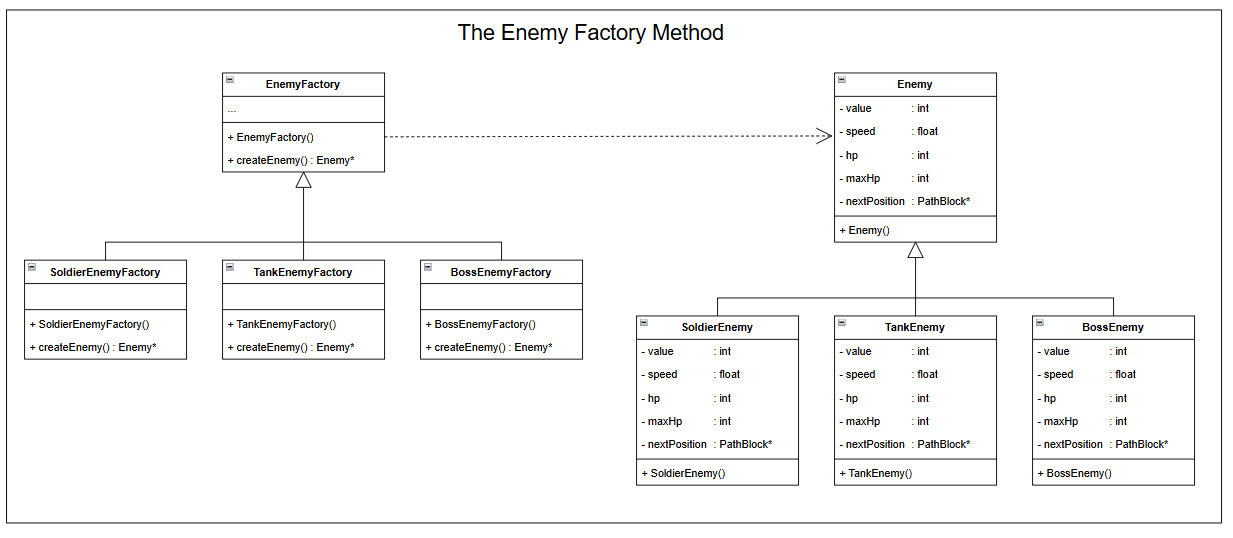 The Enemy Factory Method
EnemyFactory
...
+ EnemyFactory()
+ createEnemy() : Enemy*
Enemy
- value : int
- speed : float
- hp : int
- maxHp : int
- nextPosition : PathBlock*
+ Enemy()
SoldierEnemyFactory
+ SoldierEnemyFactory()
+ createEnemy() : Enemy*
TankEnemyFactory
+ TankEnemyFactory()
+ createEnemy() : Enemy*
BossEnemyFactory
+ BossEnemyFactory()
+ createEnemy() : Enemy*
SoldierEnemy
- value : int
- speed : float
- hp : int
- maxHp : int
- nextPosition : PathBlock*
+ SoldierEnemy()
TankEnemy
- value : int
- speed : float
- hp : int
- maxHp : int
- nextPosition : PathBlock*
+ TankEnemy()
BossEnemy
- value : int
- speed : float
- hp : int
- maxHp : int
- nextPosition : PathBlock*
+ BossEnemy()